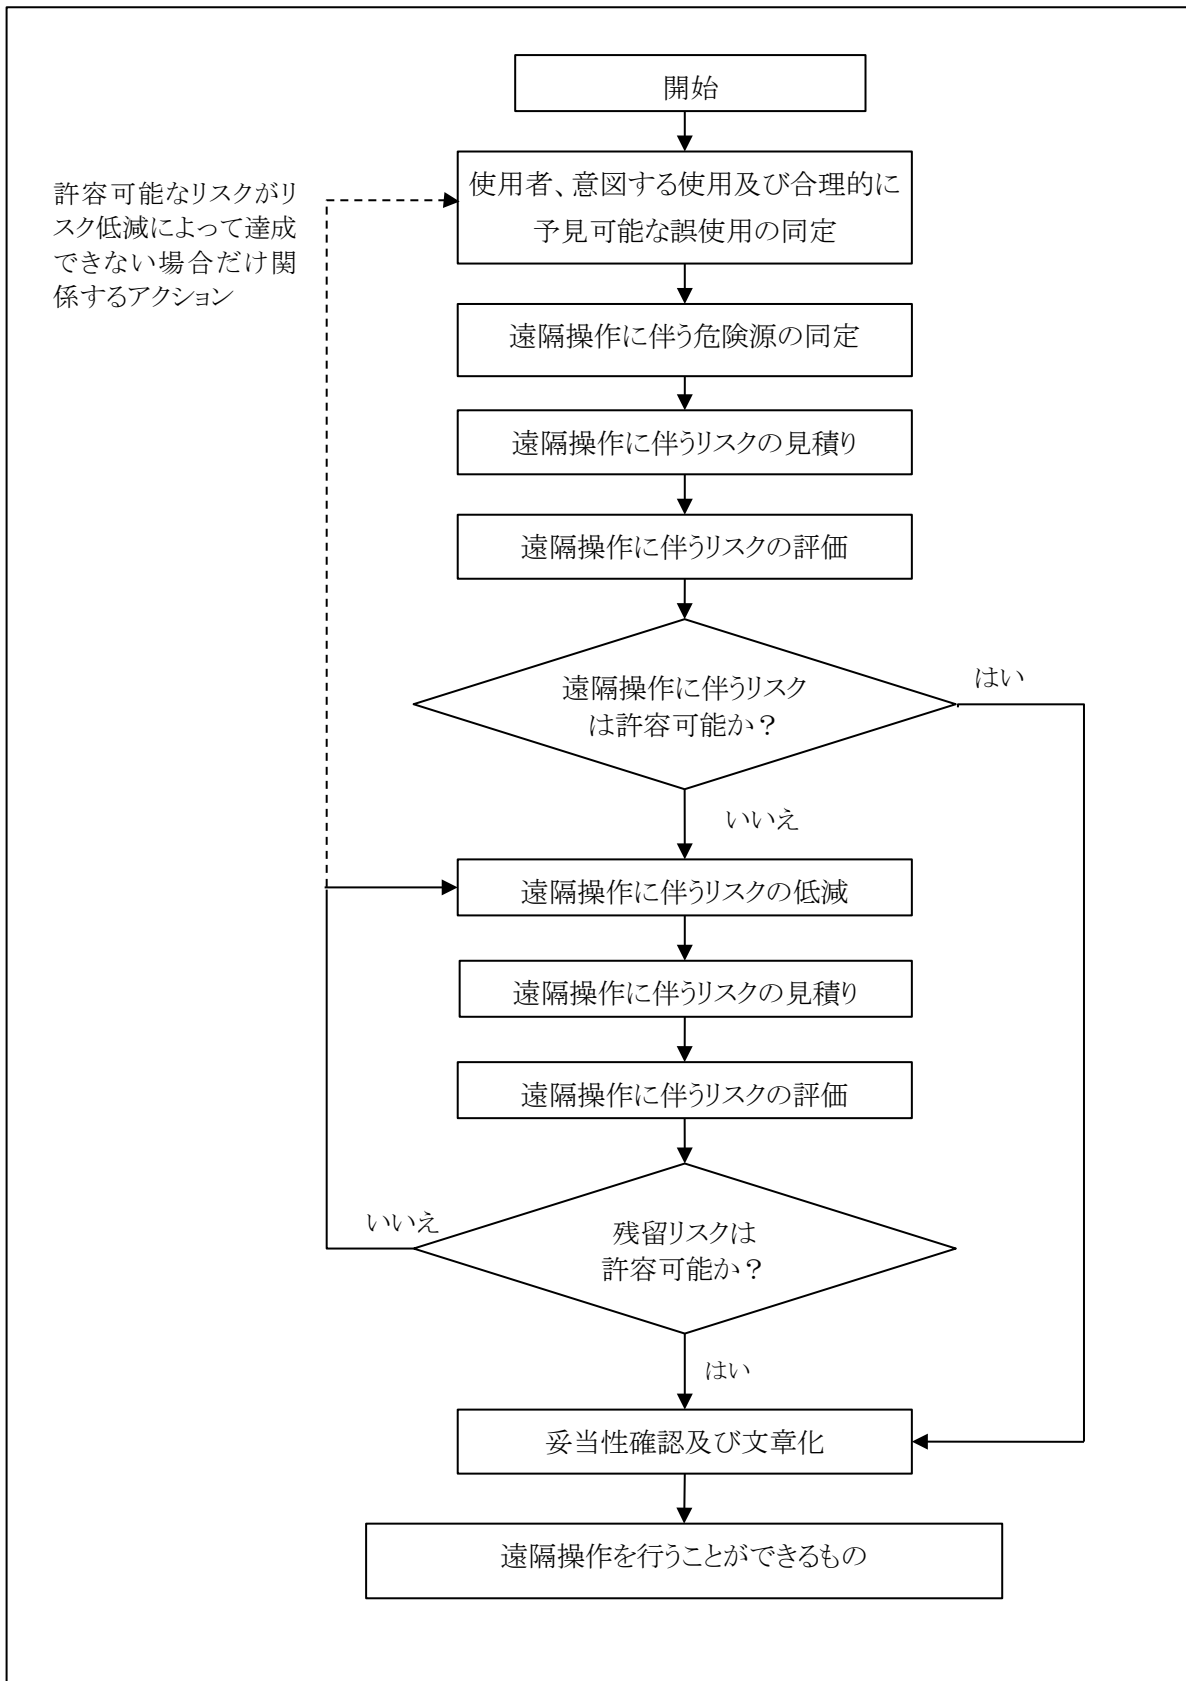 開始
使用者、意図する使用及び合理的に
予見可能な誤使用の同定
許容可能なリスクがリ
スク低減によって達成
できない場合だけ関
係するアクション
遠隔操作に伴う危険源の同定
遠隔操作に伴うリスクの見積り
遠隔操作に伴うリスクの評価
遠隔操作に伴うリスク
は許容可能か？
はい
いいえ
遠隔操作に伴うリスクの低減
遠隔操作に伴うリスクの見積り
遠隔操作に伴うリスクの評価
いいえ
残留リスクは
許容可能か？
はい
妥当性確認及び文章化
遠隔操作を行うことができるもの